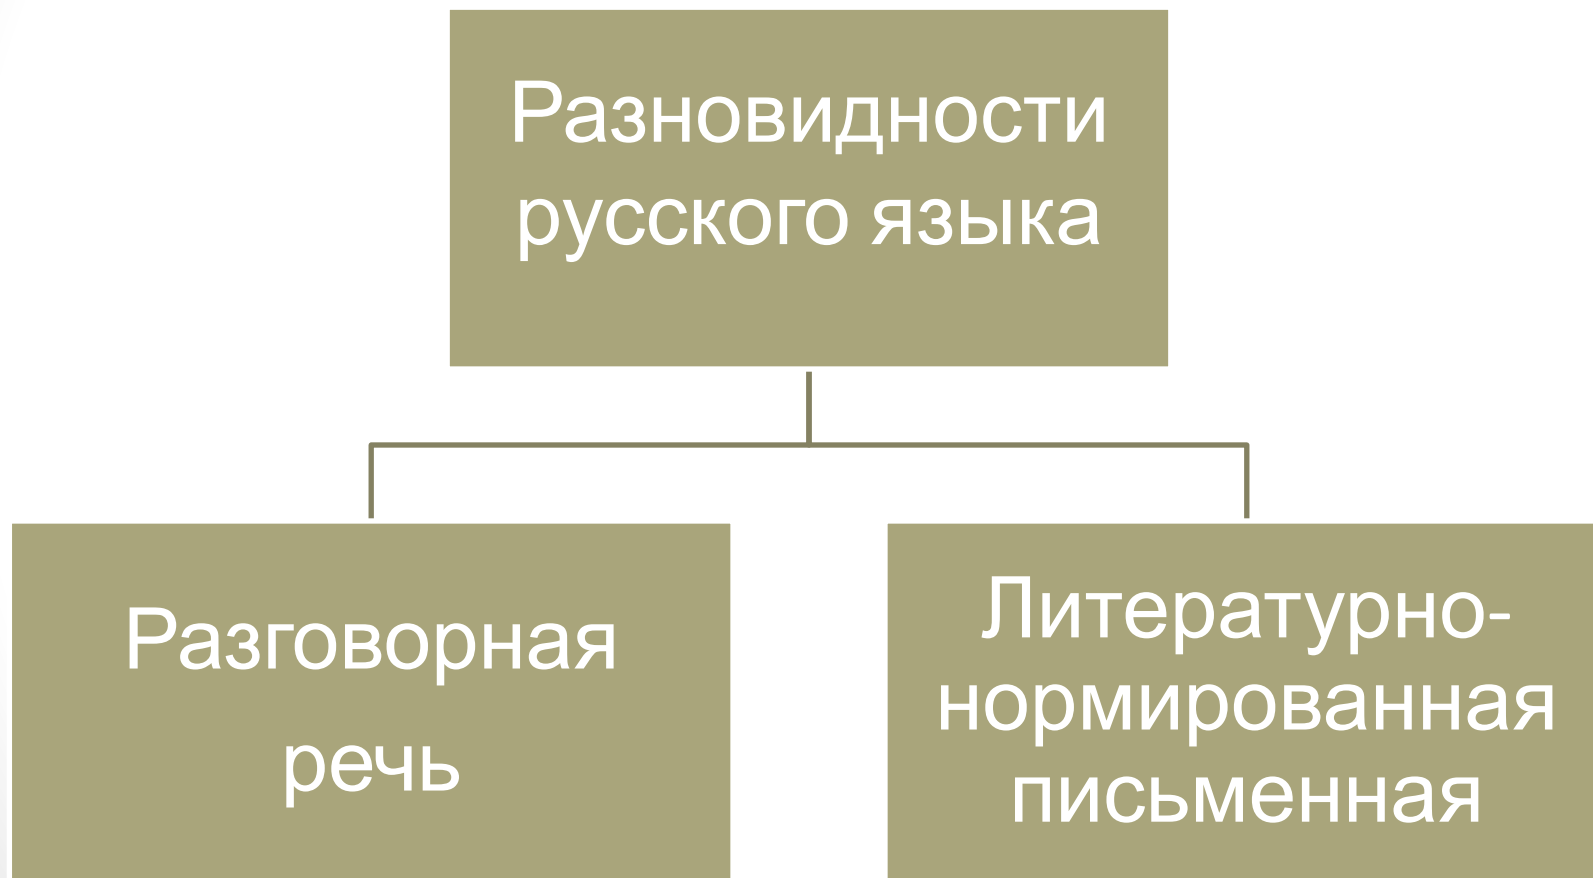 Разновидности
русского языка
Разговорная
речь
Литературно-
нормированная
письменная